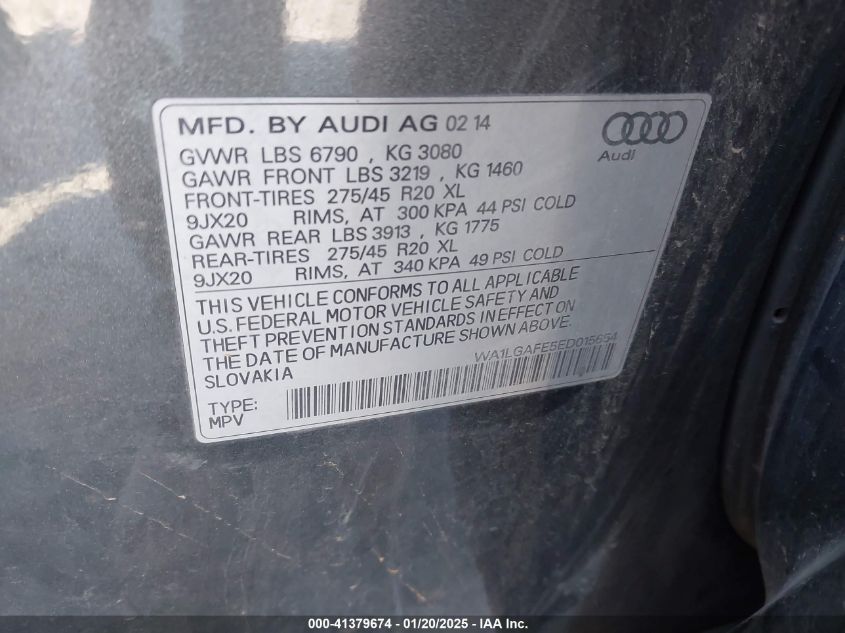 MFD. BY AUDI AG 02 14
Audi
GVWR LBS 6790 , KG 3080
GAWR FRONT LBS 3219 , KG 1460
FRONT-TIRES 275/45 R20 XL
9JX20 RIMS, AT 300 KPA 44 PSI COLD
GAWR REAR LBS 3913 , KG 1775
REAR-TIRES 275/45 R20 XL
9JX20 RIMS, AT 340 KPA 49 PSI COLD
THIS VEHICLE CONFORMS TO ALL APPLICABLE
U.S. FEDERAL MOTOR VEHICLE SAFETY AND
THEFT PREVENTION STANDARDS IN EFFECT ON
THE DATE OF MANUFACTURE SHOWN ABOVE.
SLOVAKIA
WA1LGAFE5ED015654
TYPE:
MPV
000-41379674 - 01/20/2025 - IAA Inc.